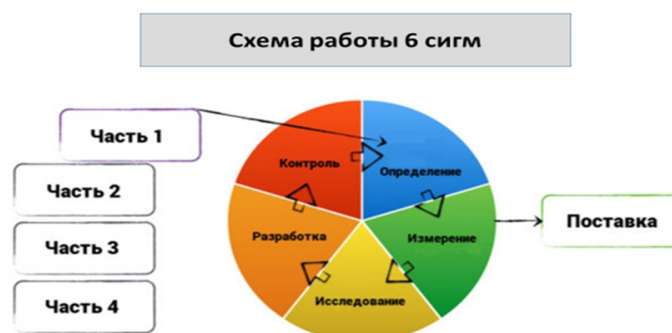 Схема работы 6 сигм
Часть 1
Часть 2
Часть 3
Часть 4
Контроль
Определение
Разработка
Измерение
Исследование
Поставка